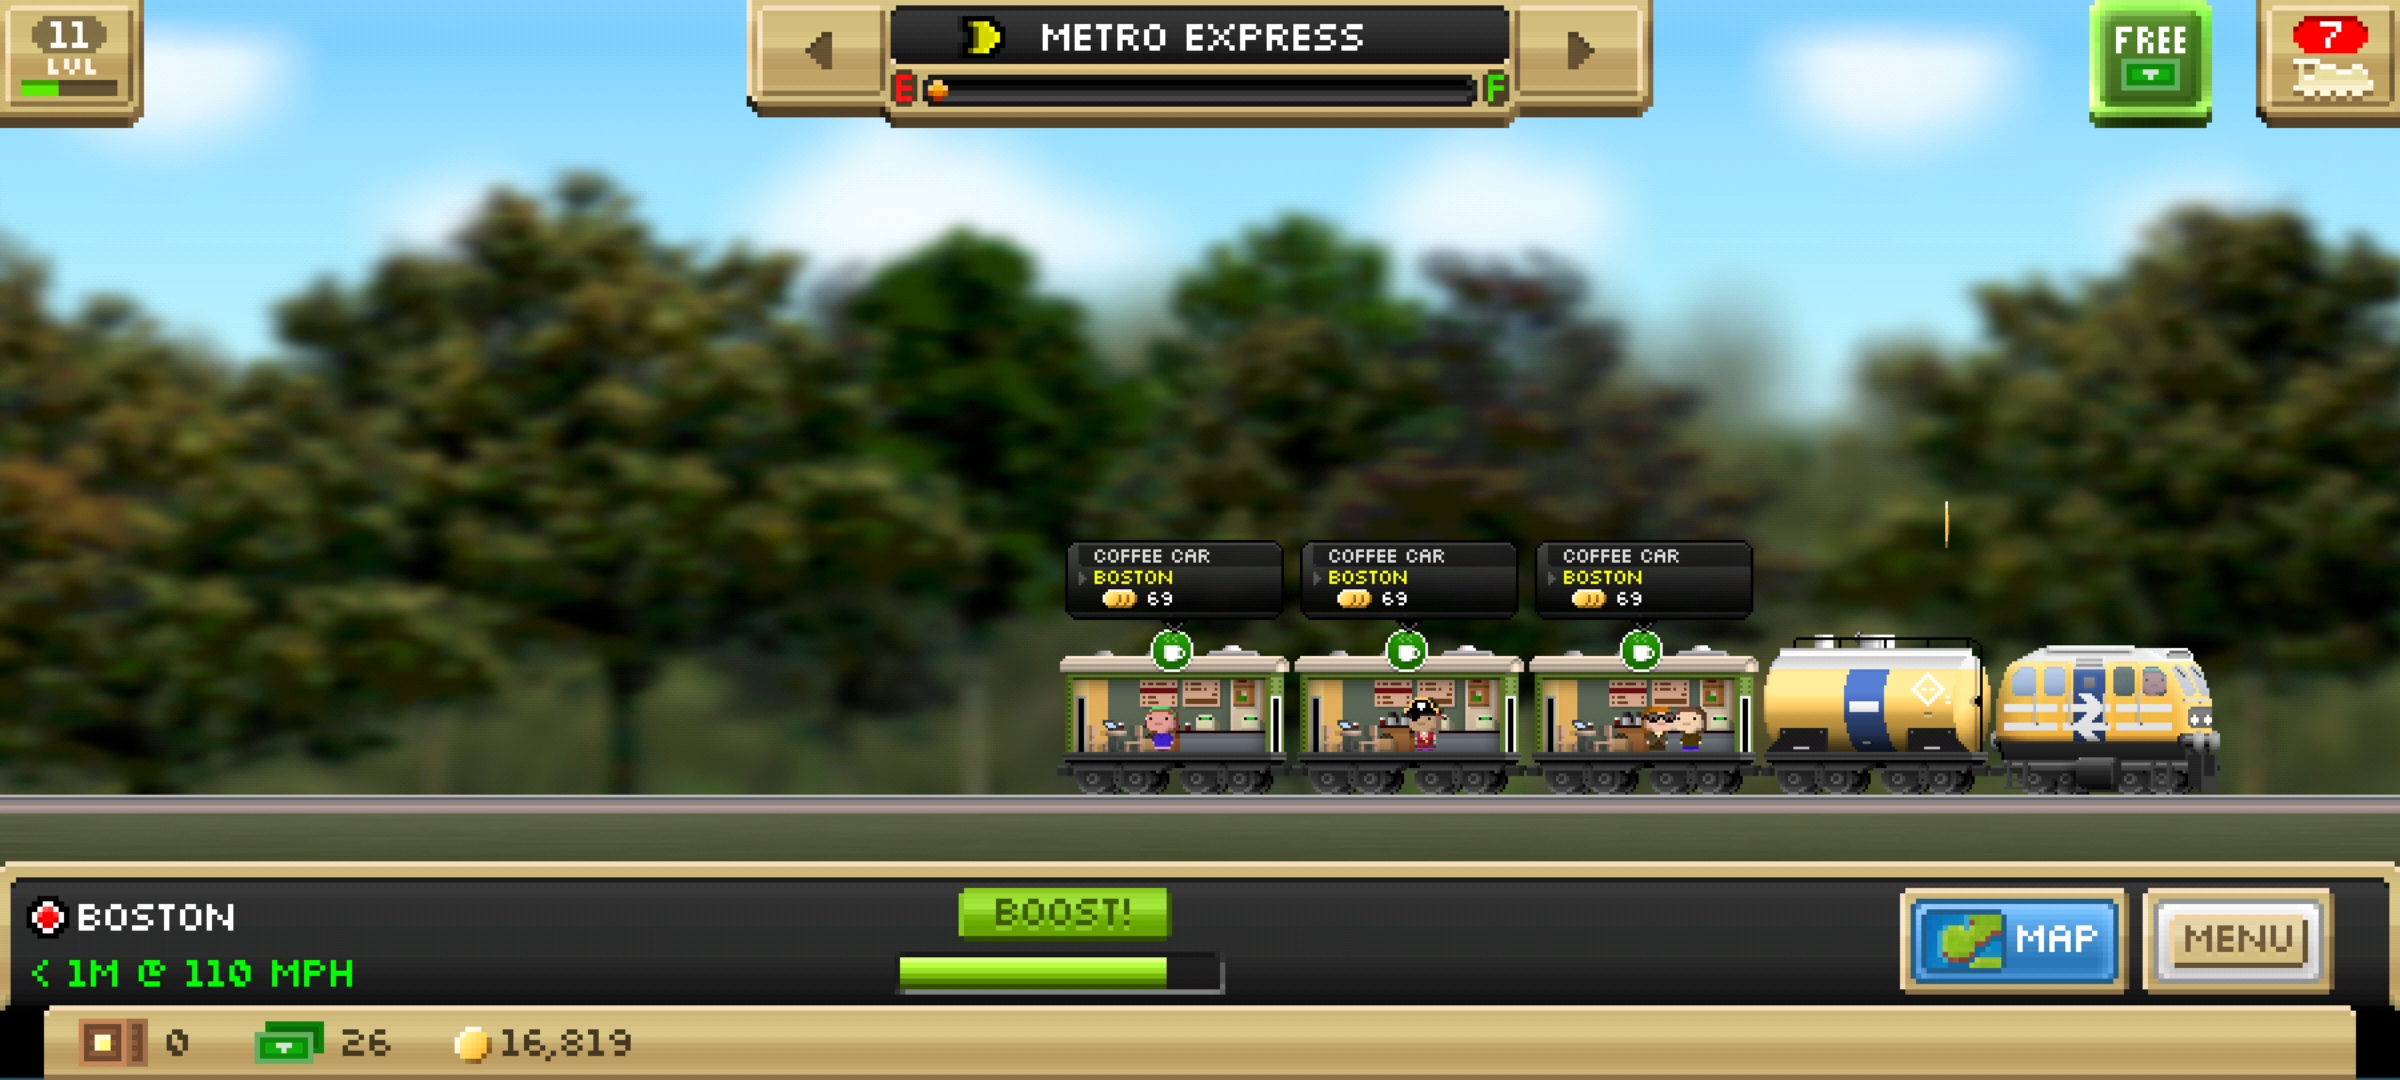 11
LVL
METRO EXPRESS
E F
FREE
7
COFFEE CAR
BOSTON
69
COFFEE CAR
BOSTON
69
COFFEE CAR
BOSTON
69
BOSTON
< 1M @ 110 MPH
BOOST!
MAP
MENU
0
26
16,819